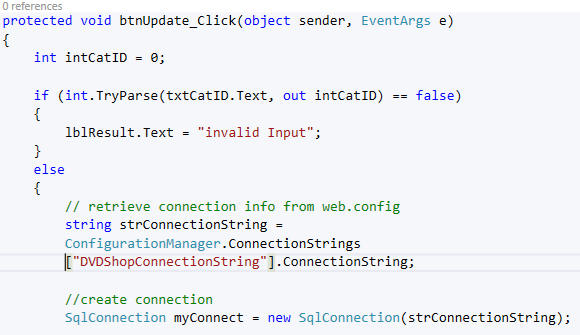 0 references
protected void btnUpdate_Click(object sender, EventArgs e)
{
int intCatID = 0;
if (int.TryParse(txtCatID.Text, out intCatID) == false)
{
lblResult.Text = "invalid Input";
}
else
{
// retrieve connection info from web.config
string strConnectionString =
ConfigurationManager.ConnectionStrings
["DVDShopConnectionString"].ConnectionString;
//create connection
SqlConnection myConnect = new SqlConnection(strConnectionString);